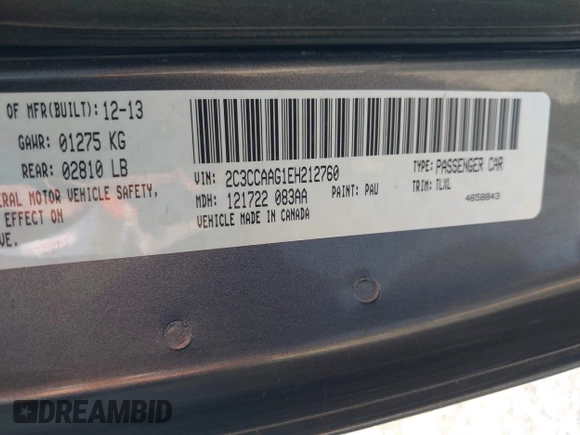 OF MFR(BUILT): 12-13
GAWR: 01275 KG
REAR: 02810 LB
MOTOR VEHICLE SAFETY,
EFFECT ON
VIN: 2C3CCAAG1EH212760
TYPE: PASSENGER CAR
MDH: 121722 083AA
PAINT: PAU
TRIM: TLXL
VEHICLE MADE IN CANADA
4658843
DREAMBID